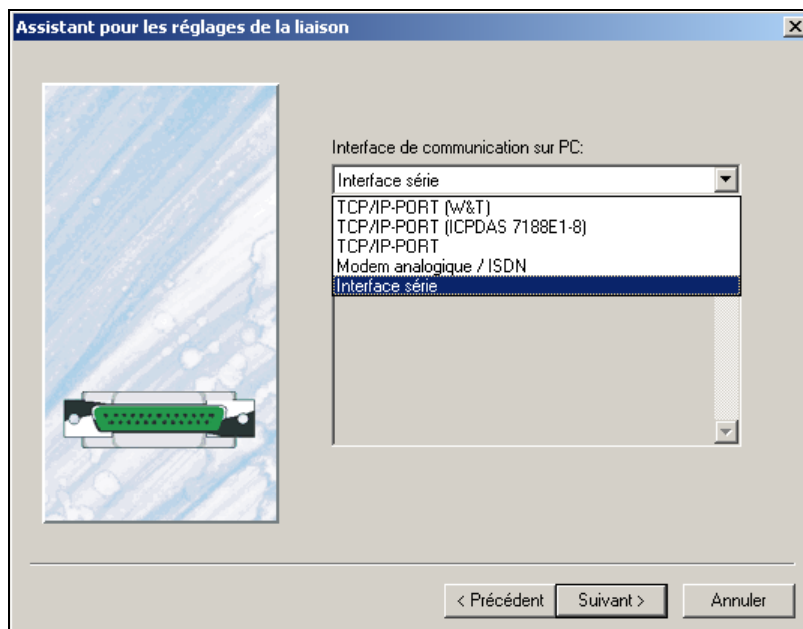 Assistant pour les réglages de la liaison
Interface de communication sur PC:
Interface série
TCP/IP-PORT (W&T)
TCP/IP-PORT (ICPDAS 7188E1-8)
TCP/IP-PORT
Modem analogique / ISDN
Interface série
< Précédent
Suivant >
Annuler